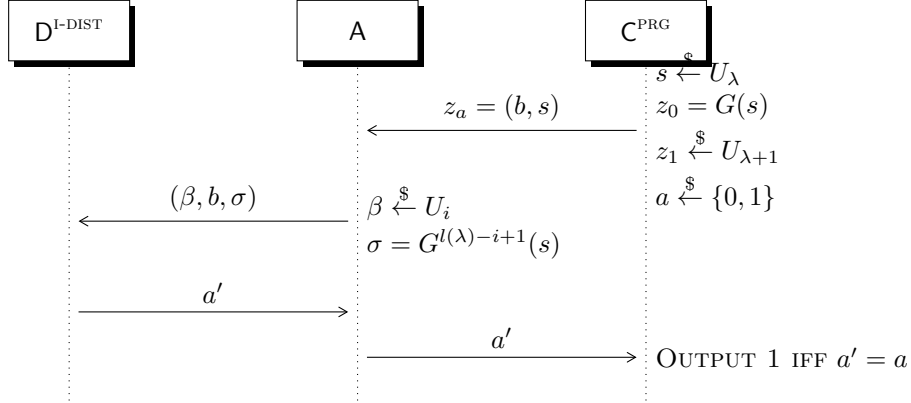 D^I-DIST A C^PRG
s ←$ U_λ
z_a = (b, s) z_0 = G(s)
z_1 ←$ U_{λ+1}
(β, b, σ) β ←$ U_i a ←$ {0, 1}
σ = G^{l(λ)−i+1}(s)
a′
a′ OUTPUT 1 IFF a′ = a